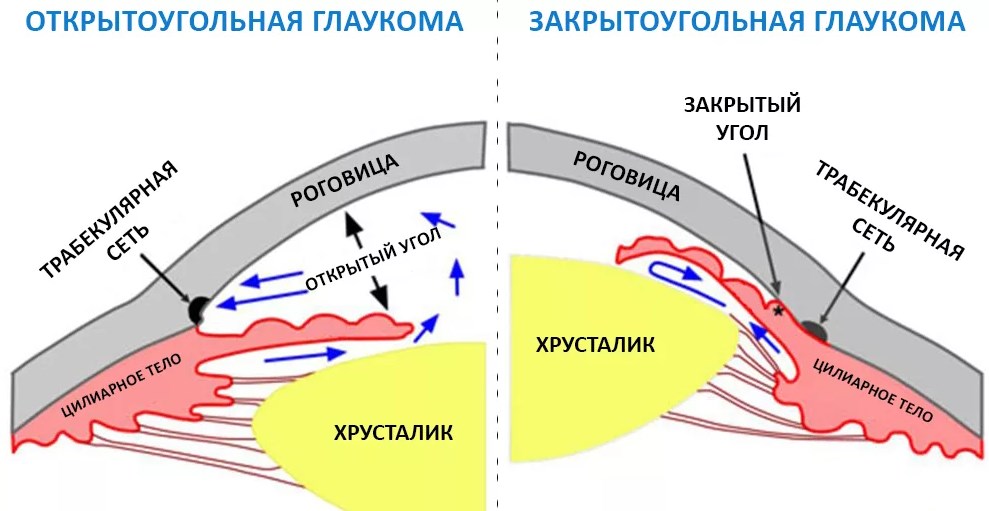 ОТКРЫТОУГОЛЬНАЯ ГЛАУКОМА
ТРАБЕКУЛЯРНАЯ
СЕТЬ
РОГОВИЦА
ОТКРЫТЫЙ УГОЛ
ЦИЛИАРНОЕ ТЕЛО
ХРУСТАЛИК
ЗАКРЫТОУГОЛЬНАЯ ГЛАУКОМА
ЗАКРЫТЫЙ
УГОЛ
РОГОВИЦА
ТРАБЕКУЛЯРНАЯ
СЕТЬ
*
ХРУСТАЛИК
ЦИЛИАРНОЕ ТЕЛО